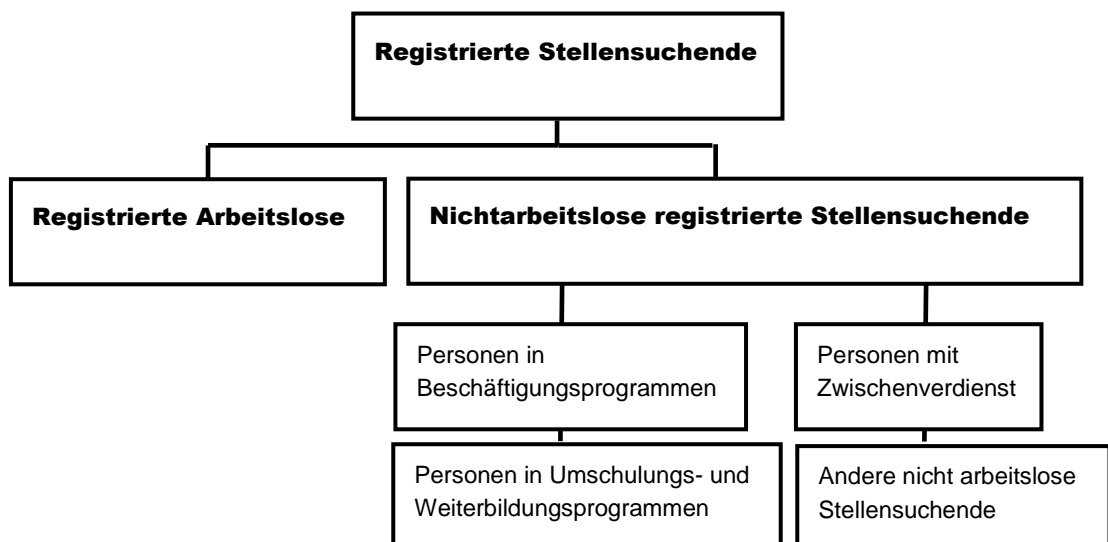 Registrierte Stellensuchende
Registrierte Arbeitslose
Nichtarbeitslose registrierte Stellensuchende
Personen in
Beschäftigungsprogrammen
Personen mit
Zwischenverdienst
Personen in Umschulungs- und
Weiterbildungsprogrammen
Andere nicht arbeitslose
Stellensuchende